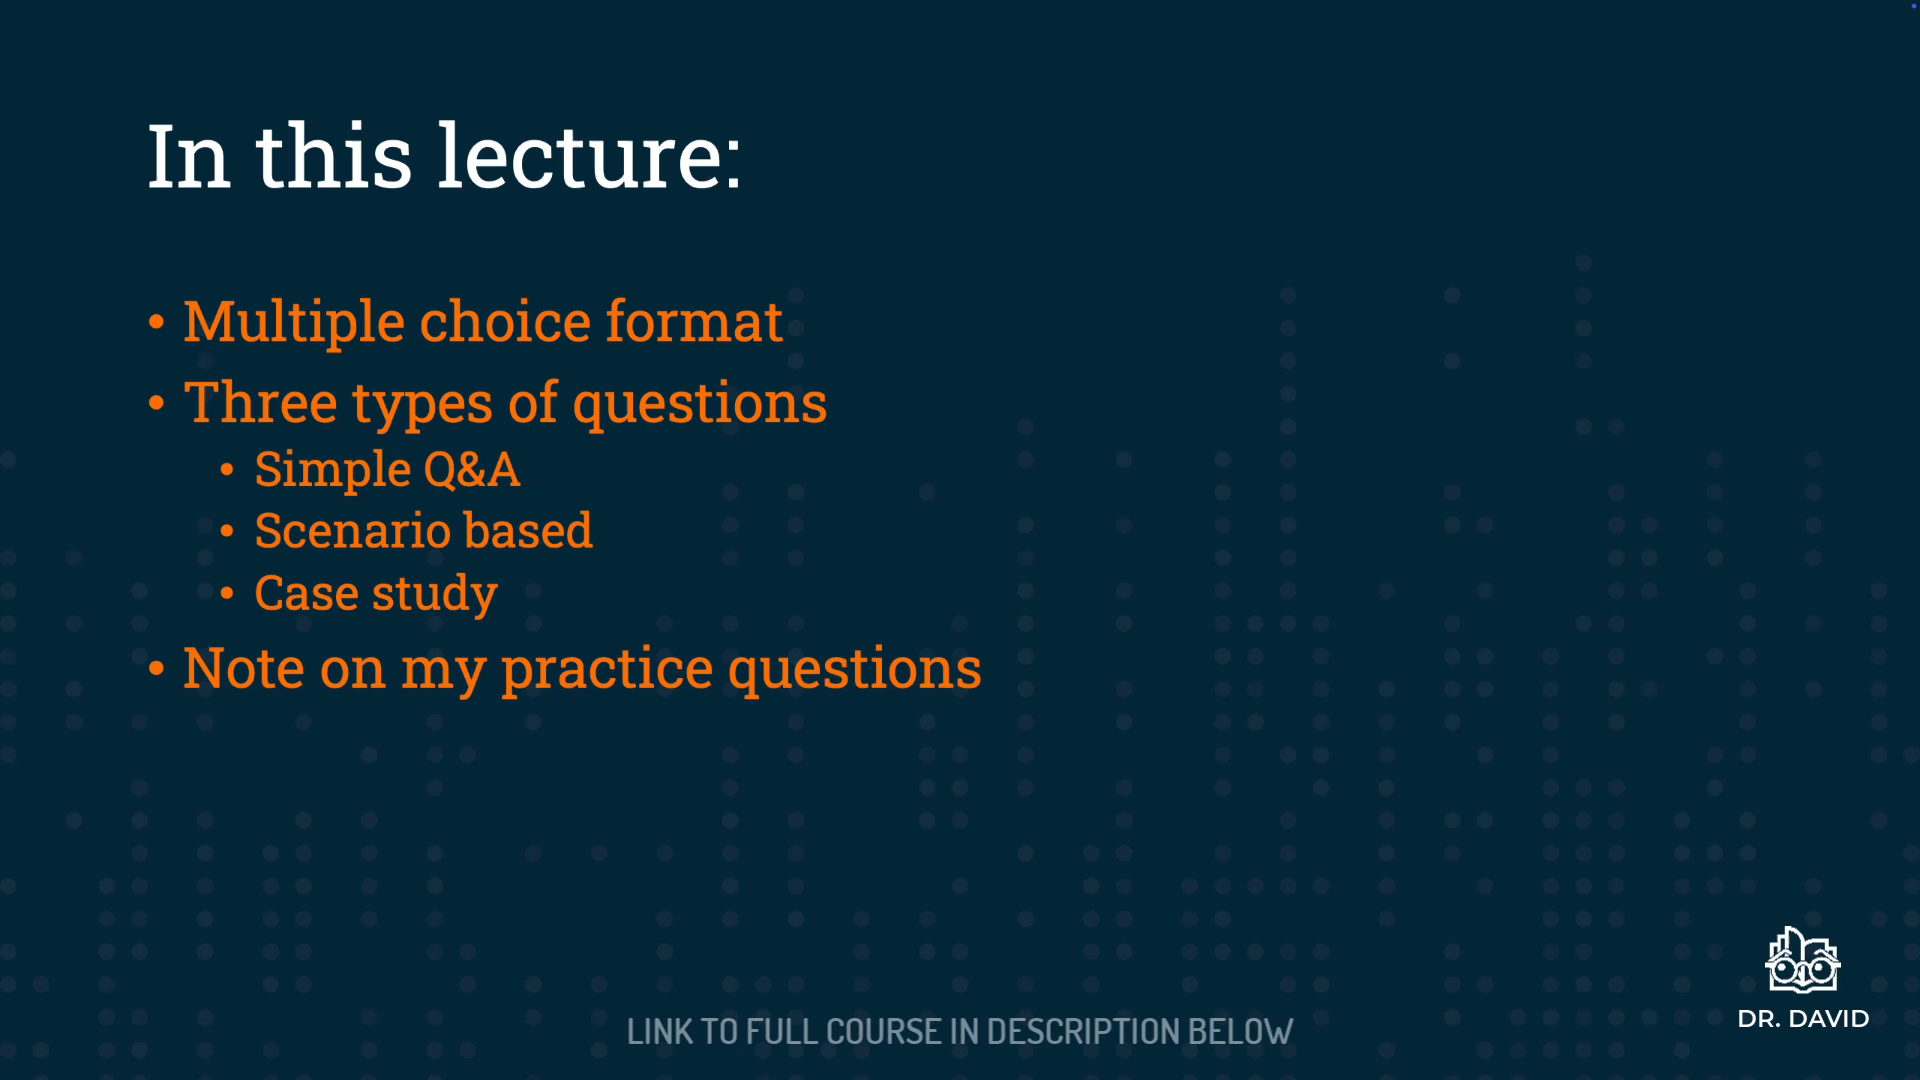 In this lecture:
• Multiple choice format
• Three types of questions
• Simple Q&A
• Scenario based
• Case study
• Note on my practice questions
DR. DAVID
LINK TO FULL COURSE IN DESCRIPTION BELOW